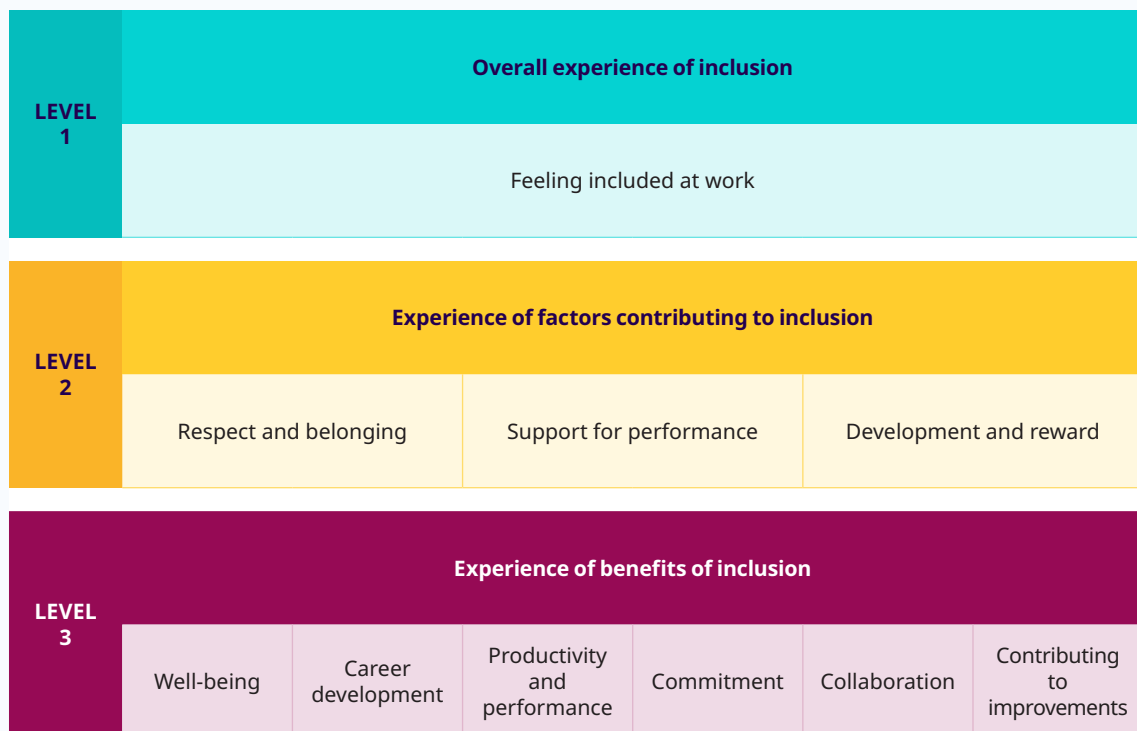 LEVEL
1
Overall experience of inclusion
Feeling included at work
LEVEL
2
Experience of factors contributing to inclusion
Respect and belonging
Support for performance
Development and reward
LEVEL
3
Experience of benefits of inclusion
Well-being
Career
development
Productivity
and
performance
Commitment
Collaboration
Contributing
to
improvements